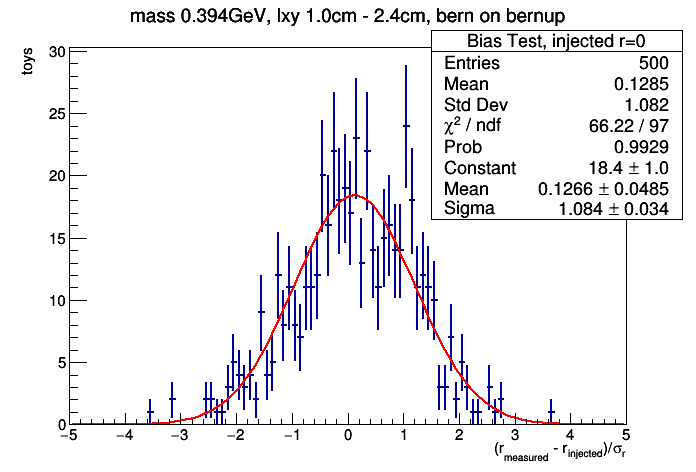 mass 0.394GeV, lxy 1.0cm - 2.4cm, bern on bernup
Bias Test, injected r=0
Entries 500
Mean 0.1285
Std Dev 1.082
χ² / ndf 66.22 / 97
Prob 0.9929
Constant 18.4 ± 1.0
Mean 0.1266 ± 0.0485
Sigma 1.084 ± 0.034
toys
30
25
20
15
10
5
0
−5 −4 −3 −2 −1 0 1 2 3 4 5
(r_measured - r_injected)/σ_r